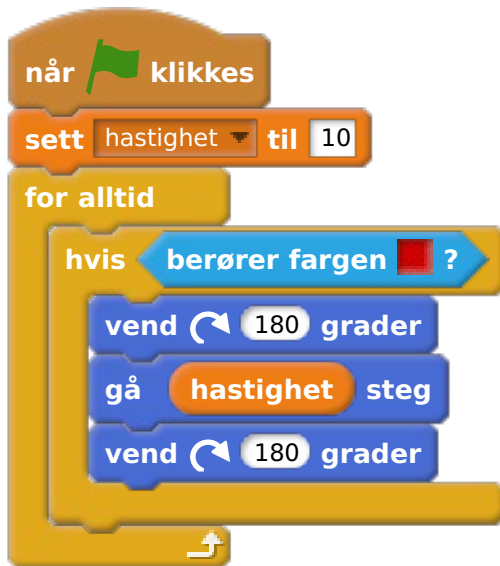 når klikkes
sett hastighet til 10
for alltid
hvis berører fargen ?
vend 180 grader
gå hastighet steg
vend 180 grader